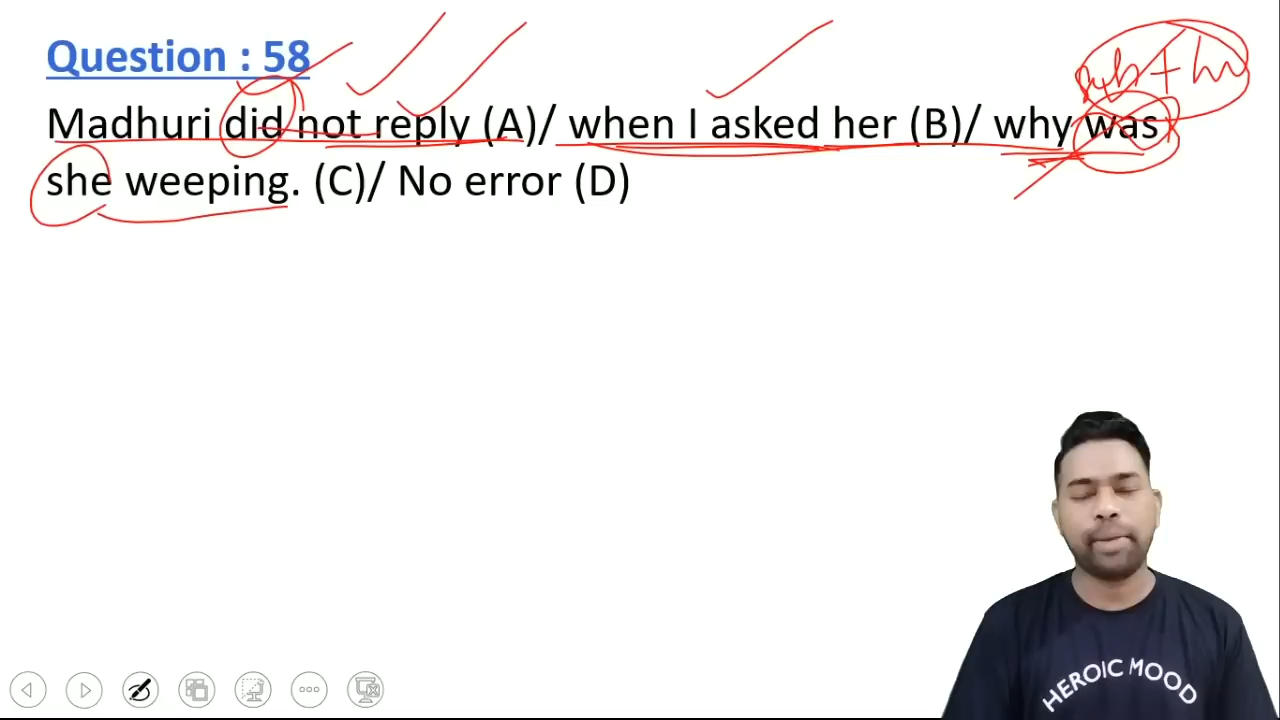 Question : 58
Madhuri did not reply (A)/ when I asked her (B)/ why was
she weeping. (C)/ No error (D)
HEROIC MOOD